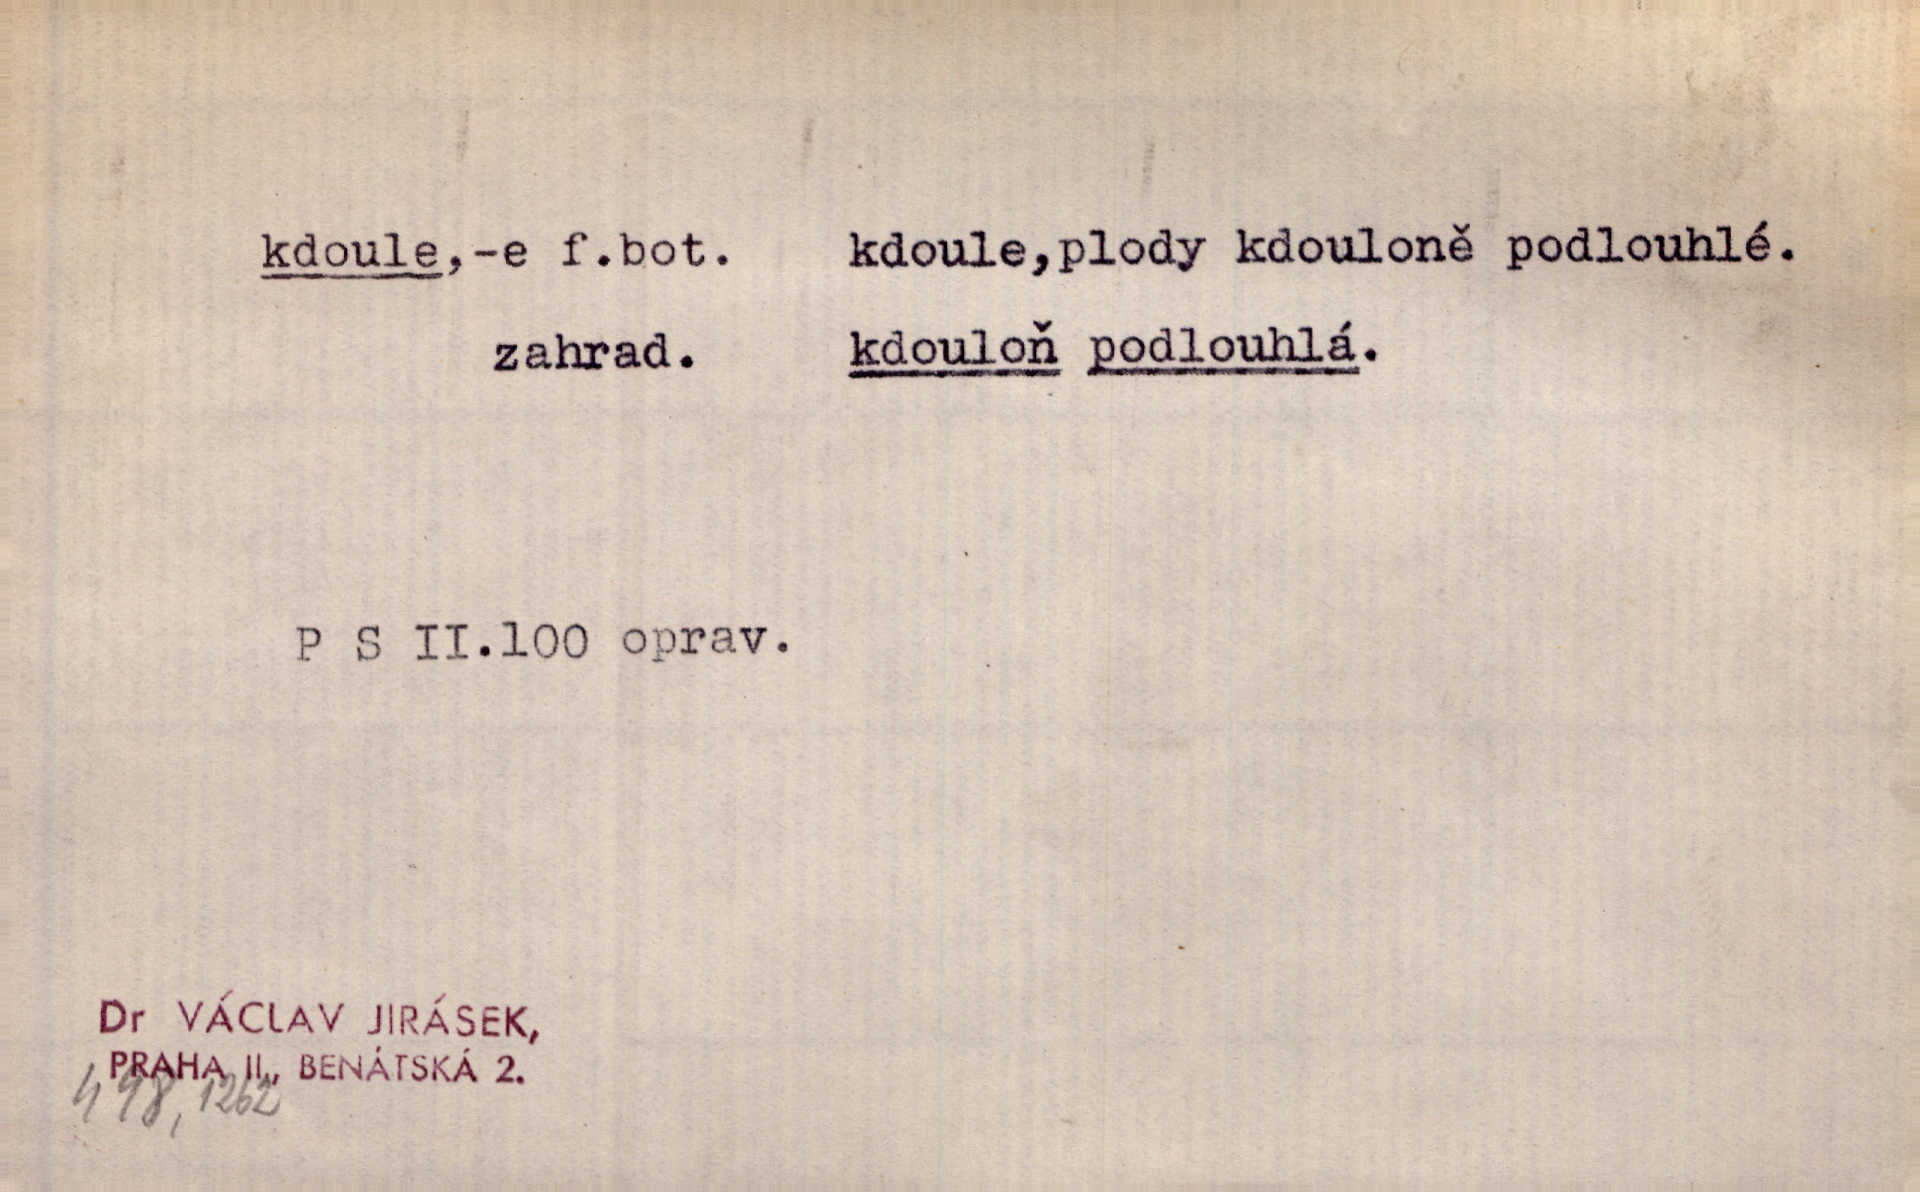 kdoule,-e f.bot. kdoule,plody kdouloně podlouhlé.
zahrad. kdouloň podlouhlá.
P S II.100 oprav.
Dr VÁCLAV JIRÁSEK,
PRAHA II., BENÁTSKÁ 2.
498, 1262